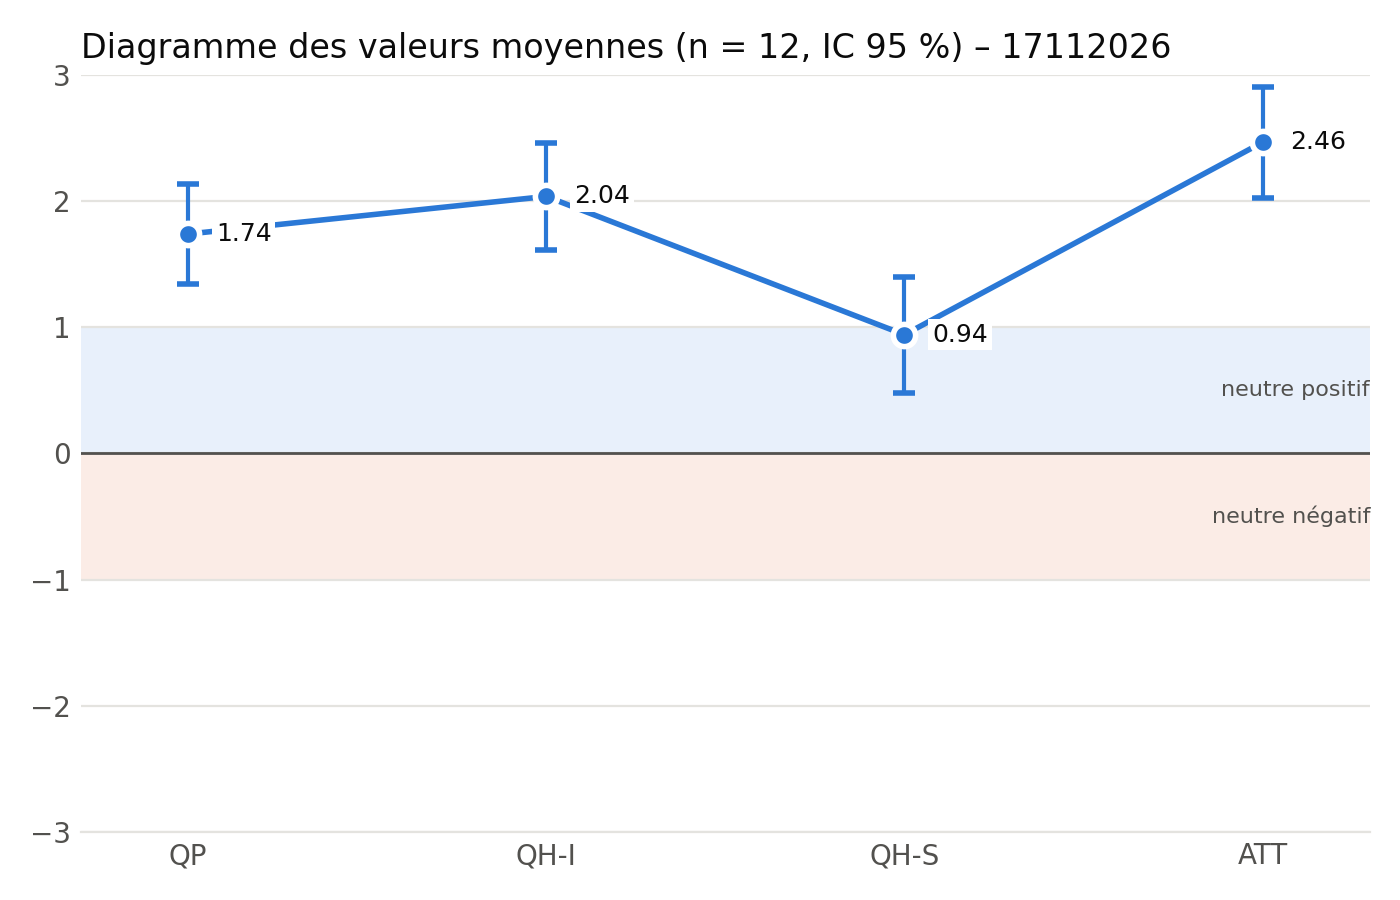 Diagramme des valeurs moyennes (n = 12, IC 95 %) – 17112026
3
2
1
0
−1
−2
−3
1.74
2.04
0.94
2.46
neutre positif
neutre négatif
QP
QH-I
QH-S
ATT